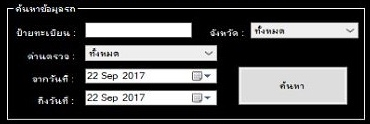 ค้นหาข้อมูลรถ
ป้ายทะเบียน : จังหวัด : ทั้งหมด
ด่านตรวจ : ทั้งหมด
จากวันที่ : 22 Sep 2017
ค้นหา
ถึงวันที่ : 22 Sep 2017